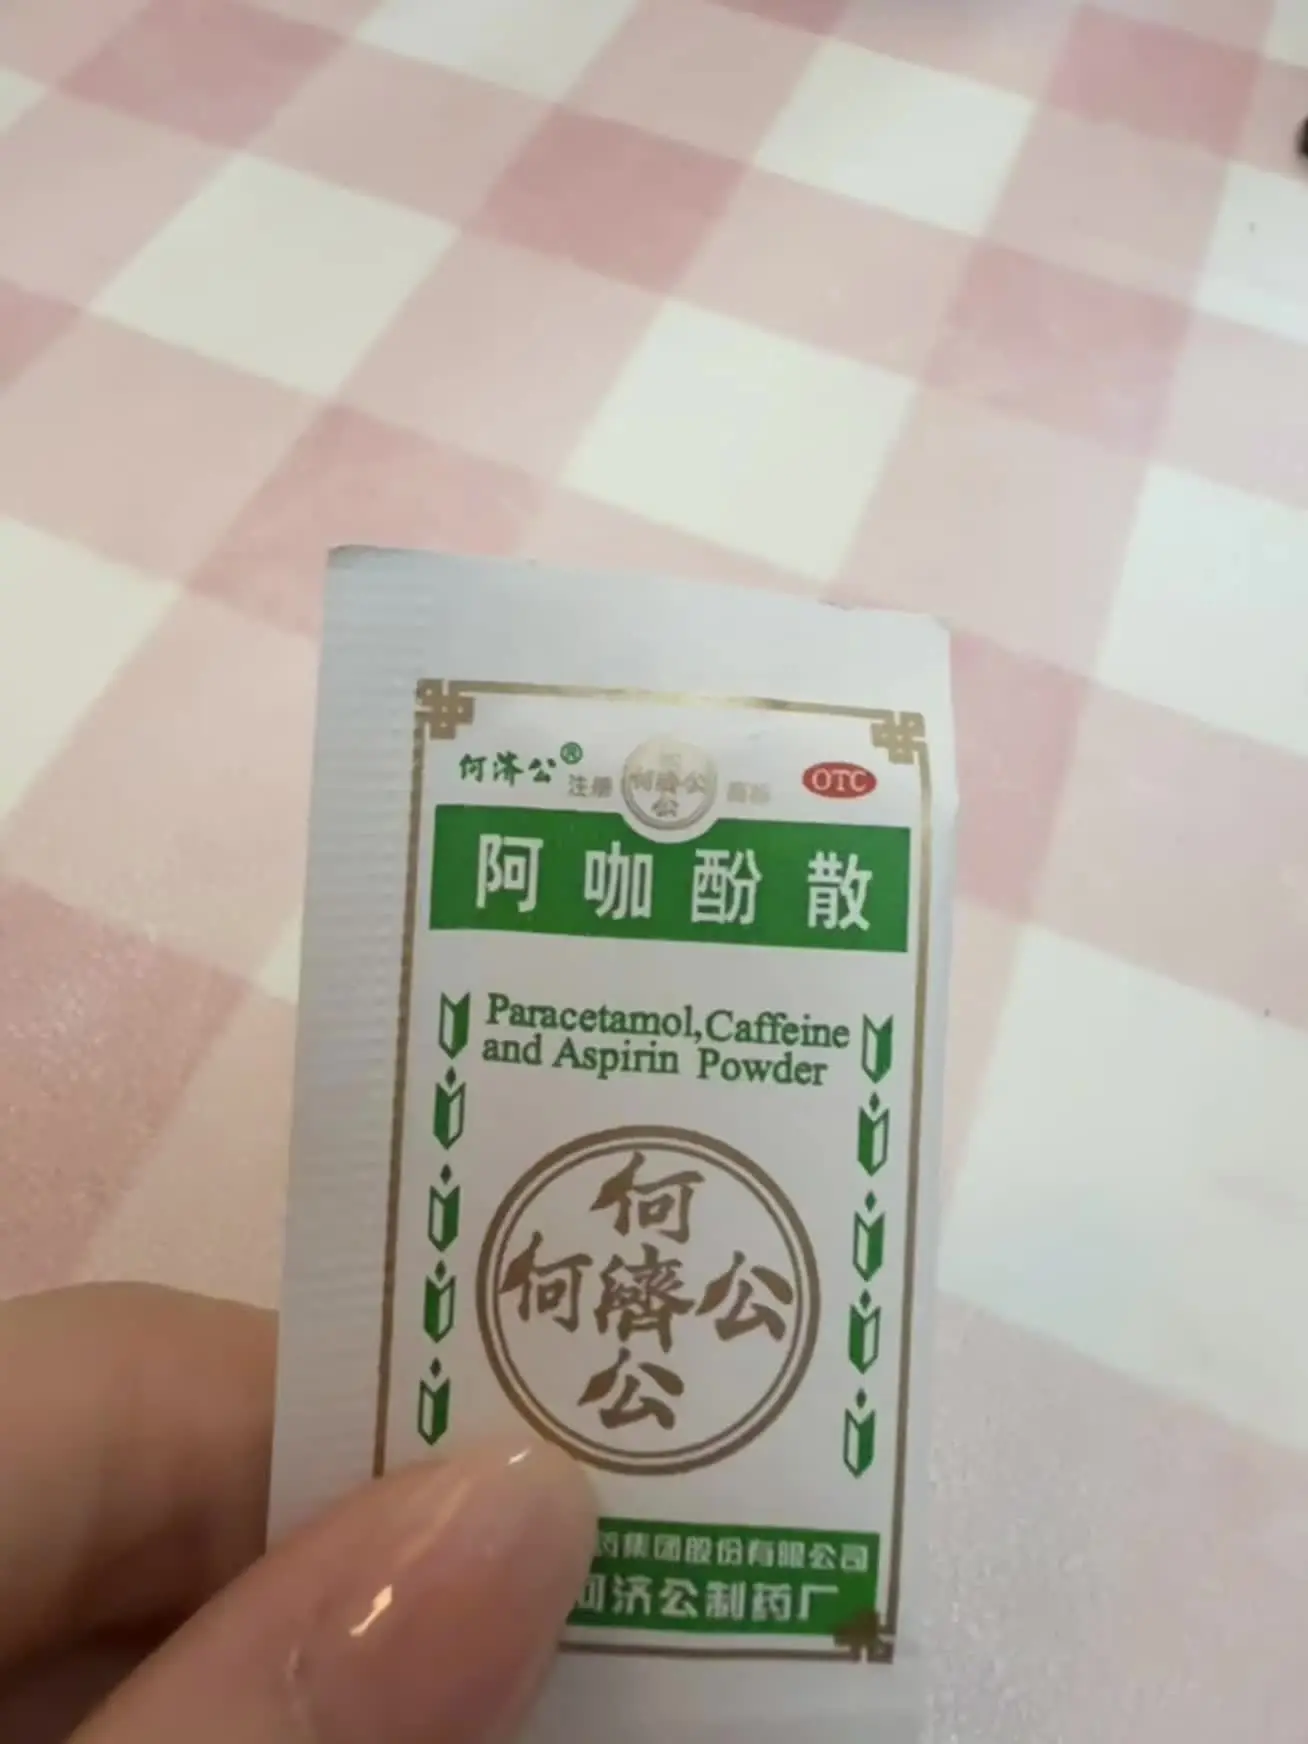 何济公®
注册 商标
何济公
公
OTC
阿咖酚散
Paracetamol, Caffeine
and Aspirin Powder
何
何濟公
公
药集团股份有限公司
何济公制药厂